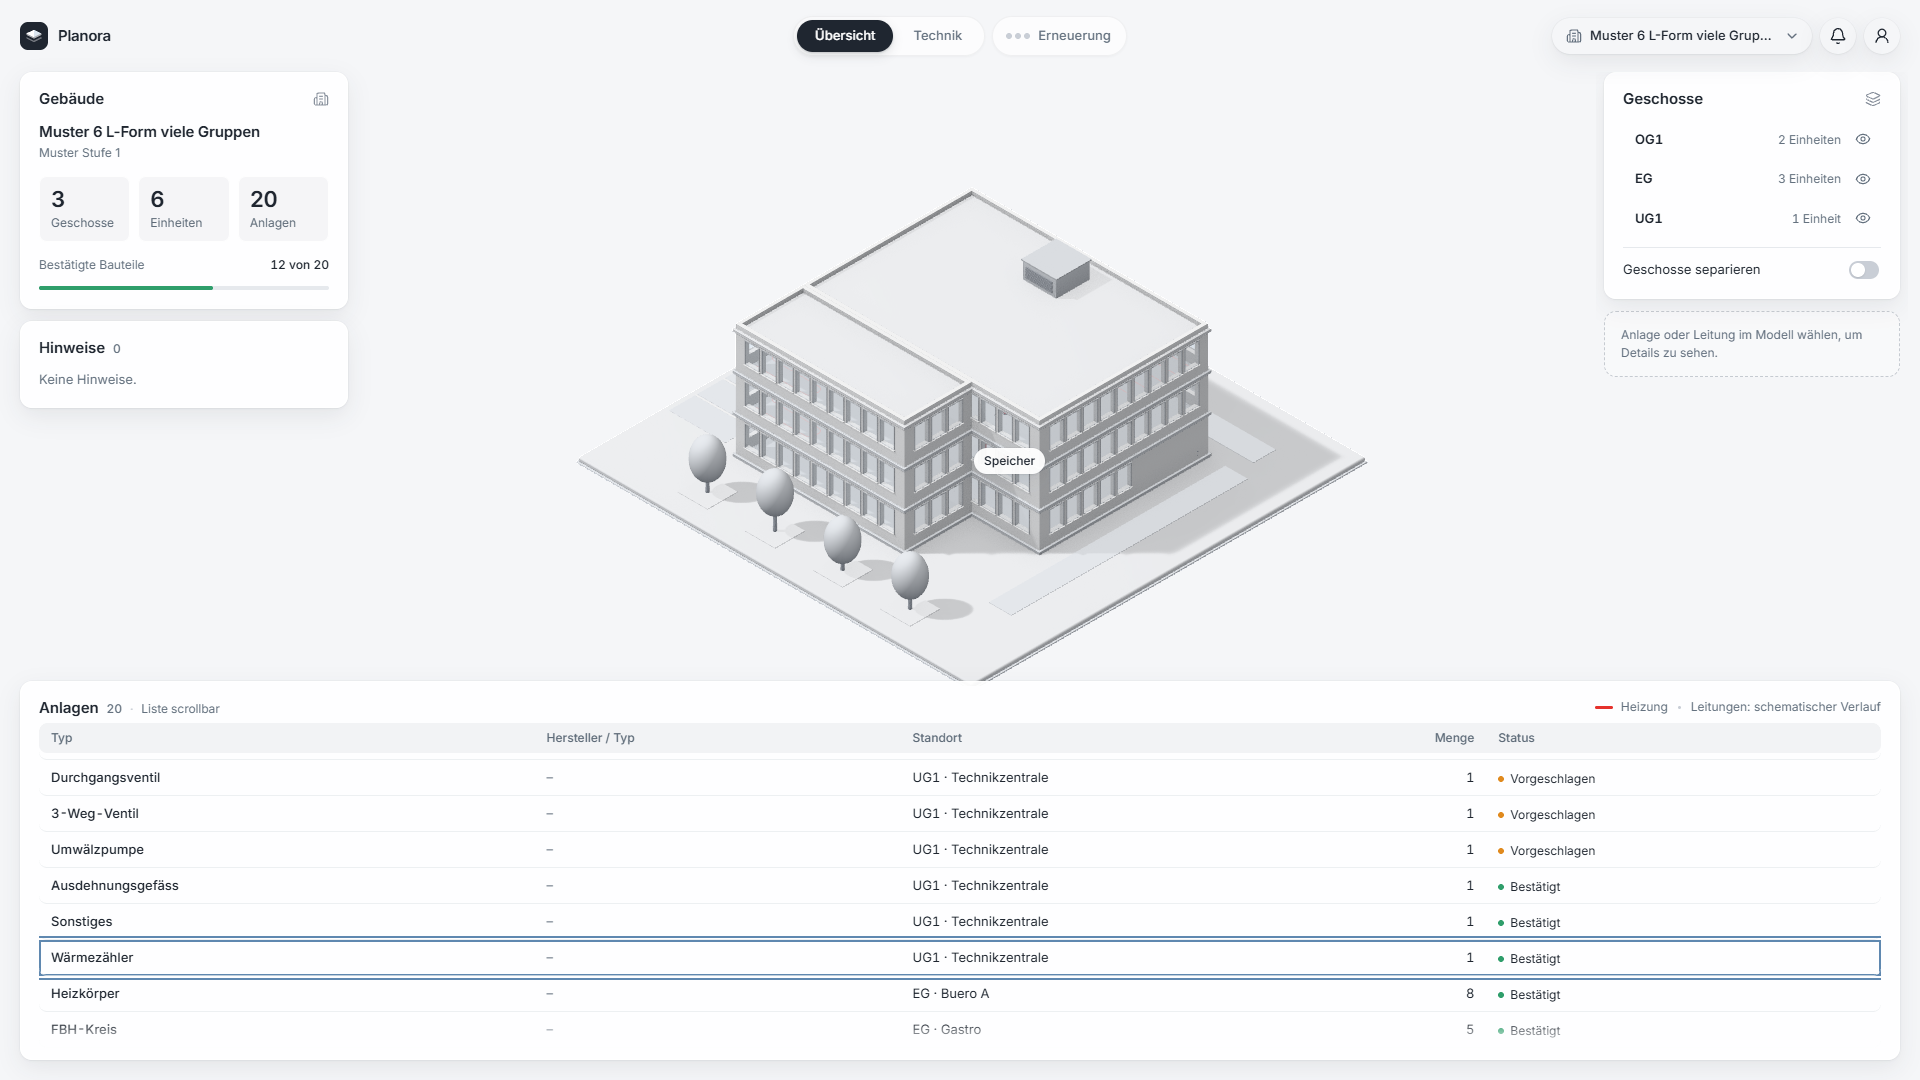 Planora
Übersicht
Technik
Erneuerung
Muster 6 L-Form viele Grup...
Gebäude
Muster 6 L-Form viele Gruppen
Muster Stufe 1
3
Geschosse
6
Einheiten
20
Anlagen
Bestätigte Bauteile 12 von 20
Hinweise 0
Keine Hinweise.
Speicher
Geschosse
OG1 2 Einheiten
EG 3 Einheiten
UG1 1 Einheit
Geschosse separieren
Anlage oder Leitung im Modell wählen, um
Details zu sehen.
Anlagen 20 · Liste scrollbar
Heizung • Leitungen: schematischer Verlauf
Typ Hersteller / Typ Standort Menge Status
Durchgangsventil – UG1 · Technikzentrale 1 Vorgeschlagen
3-Weg-Ventil – UG1 · Technikzentrale 1 Vorgeschlagen
Umwälzpumpe – UG1 · Technikzentrale 1 Vorgeschlagen
Ausdehnungsgefäss – UG1 · Technikzentrale 1 Bestätigt
Sonstiges – UG1 · Technikzentrale 1 Bestätigt
Wärmezähler – UG1 · Technikzentrale 1 Bestätigt
Heizkörper – EG · Buero A 8 Bestätigt
FBH-Kreis – EG · Gastro 5 Bestätigt